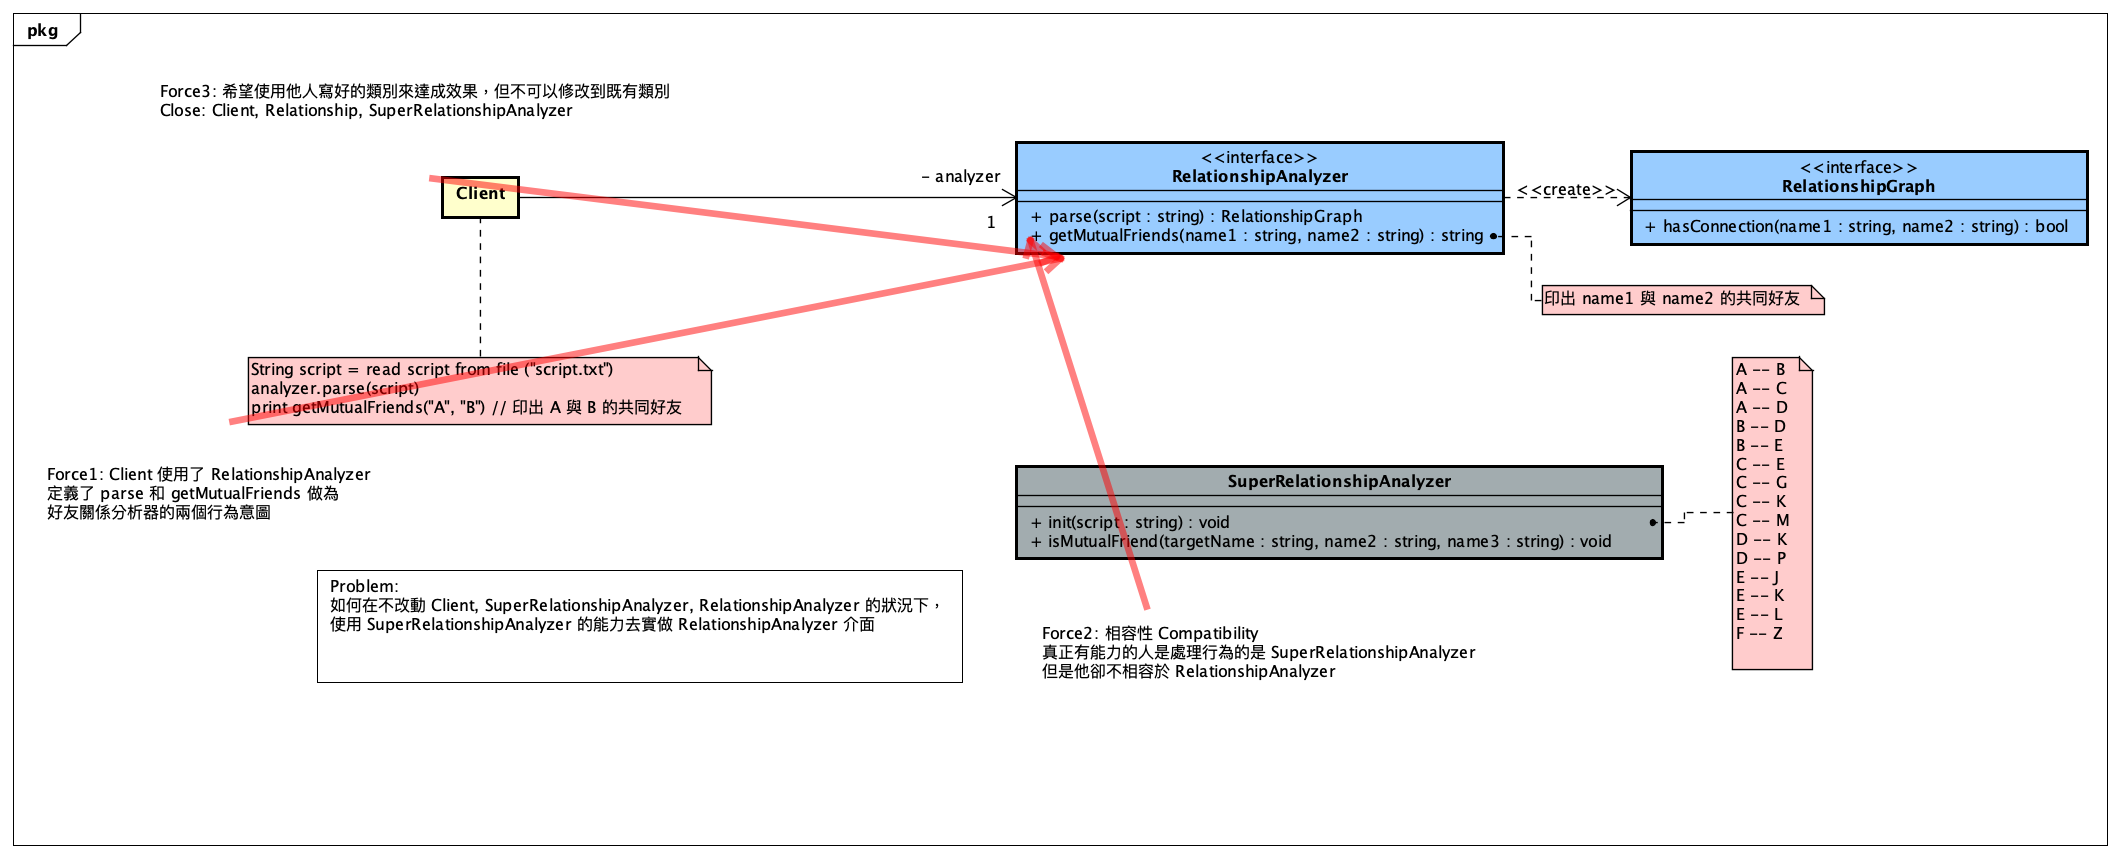 pkg
Force3: 希望使用他人寫好的類別來達成效果，但不可以修改到既有類別
Close: Client, Relationship, SuperRelationshipAnalyzer
Client
- analyzer
1
<<interface>>
RelationshipAnalyzer
+ parse(script : string) : RelationshipGraph
+ getMutualFriends(name1 : string, name2 : string) : string
<<create>>
<<interface>>
RelationshipGraph
+ hasConnection(name1 : string, name2 : string) : bool
印出 name1 與 name2 的共同好友
String script = read script from file ("script.txt")
analyzer.parse(script)
print getMutualFriends("A", "B") // 印出 A 與 B 的共同好友
Force1: Client 使用了 RelationshipAnalyzer
定義了 parse 和 getMutualFriends 做為
好友關係分析器的兩個行為意圖
SuperRelationshipAnalyzer
+ init(script : string) : void
+ isMutualFriend(targetName : string, name2 : string, name3 : string) : void
A -- B
A -- C
A -- D
B -- D
B -- E
C -- E
C -- G
C -- K
C -- M
D -- K
D -- P
E -- J
E -- K
E -- L
F -- Z
Problem:
如何在不改動 Client, SuperRelationshipAnalyzer, RelationshipAnalyzer 的狀況下，
使用 SuperRelationshipAnalyzer 的能力去實做 RelationshipAnalyzer 介面
Force2: 相容性 Compatibility
真正有能力的人是處理行為的是 SuperRelationshipAnalyzer
但是他卻不相容於 RelationshipAnalyzer